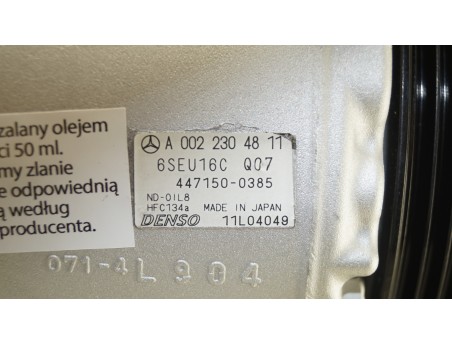 zalany olejem
ci 50 ml.
my zlanie
e odpowiednią
ą według
producenta.
A 002 230 48 11
6SEU16C Q07
447150-0385
ND-OIL8
HFC134a MADE IN JAPAN
DENSO 11L04049
071-4L904